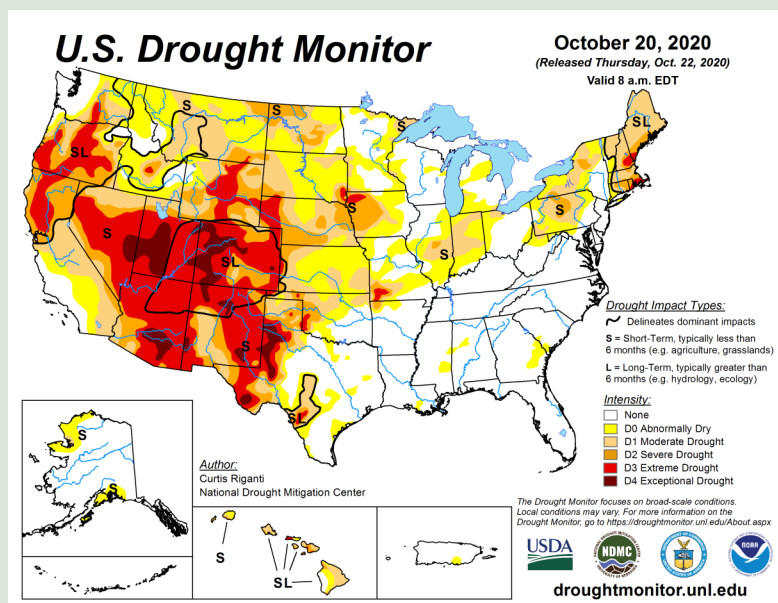 U.S. Drought Monitor
October 20, 2020
(Released Thursday, Oct. 22, 2020)
Valid 8 a.m. EDT
S
S
S
SL
SL
S
S
S
S
SL
S
S
SL
Drought Impact Types:
Delineates dominant impacts
S = Short-Term, typically less than
6 months (e.g. agriculture, grasslands)
L = Long-Term, typically greater than
6 months (e.g. hydrology, ecology)
Intensity:
None
D0 Abnormally Dry
D1 Moderate Drought
D2 Severe Drought
D3 Extreme Drought
D4 Exceptional Drought
S
S
Author:
Curtis Riganti
National Drought Mitigation Center
S
SL
The Drought Monitor focuses on broad-scale conditions.
Local conditions may vary. For more information on the
Drought Monitor, go to https://droughtmonitor.unl.edu/About.aspx
USDA
NDMC
NOAA
droughtmonitor.unl.edu